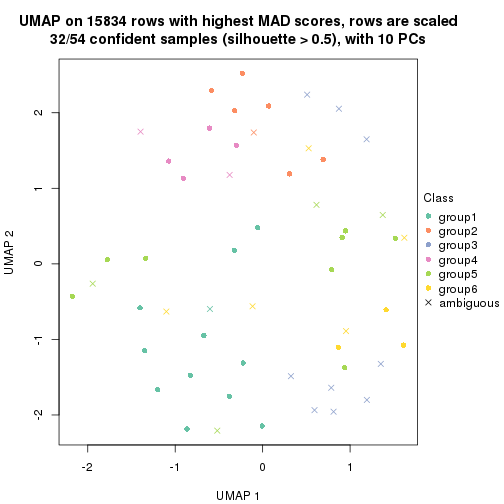 UMAP on 15834 rows with highest MAD scores, rows are scaled
32/54 confident samples (silhouette > 0.5), with 10 PCs
2
1
0
-1
-2
UMAP 2
-2
-1
0
1
UMAP 1
Class
group1
group2
group3
group4
group5
group6
ambiguous